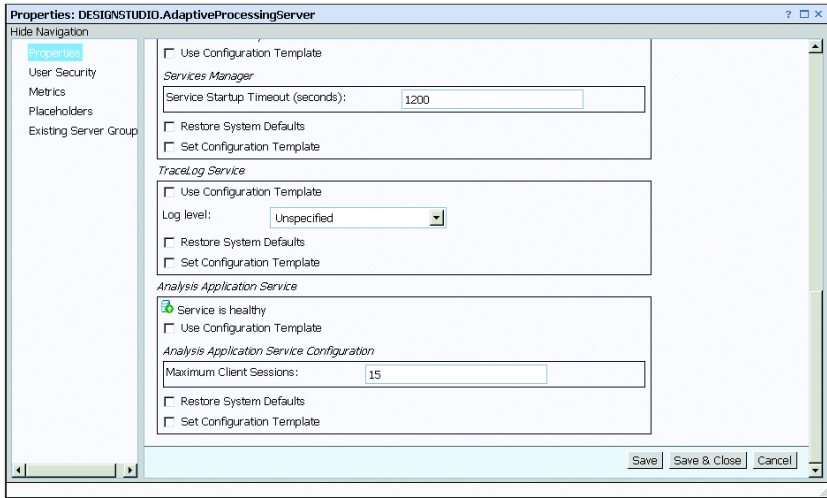 Properties: DESIGNSTUDIO.AdaptiveProcessingServer
Hide Navigation
Properties
User Security
Metrics
Placeholders
Existing Server Group
Use Configuration Template
Services Manager
Service Startup Timeout (seconds): 1200
Restore System Defaults
Set Configuration Template
TraceLog Service
Use Configuration Template
Log level: Unspecified
Restore System Defaults
Set Configuration Template
Analysis Application Service
Service is healthy
Use Configuration Template
Analysis Application Service Configuration
Maximum Client Sessions: 15
Restore System Defaults
Set Configuration Template
Save Save & Close Cancel